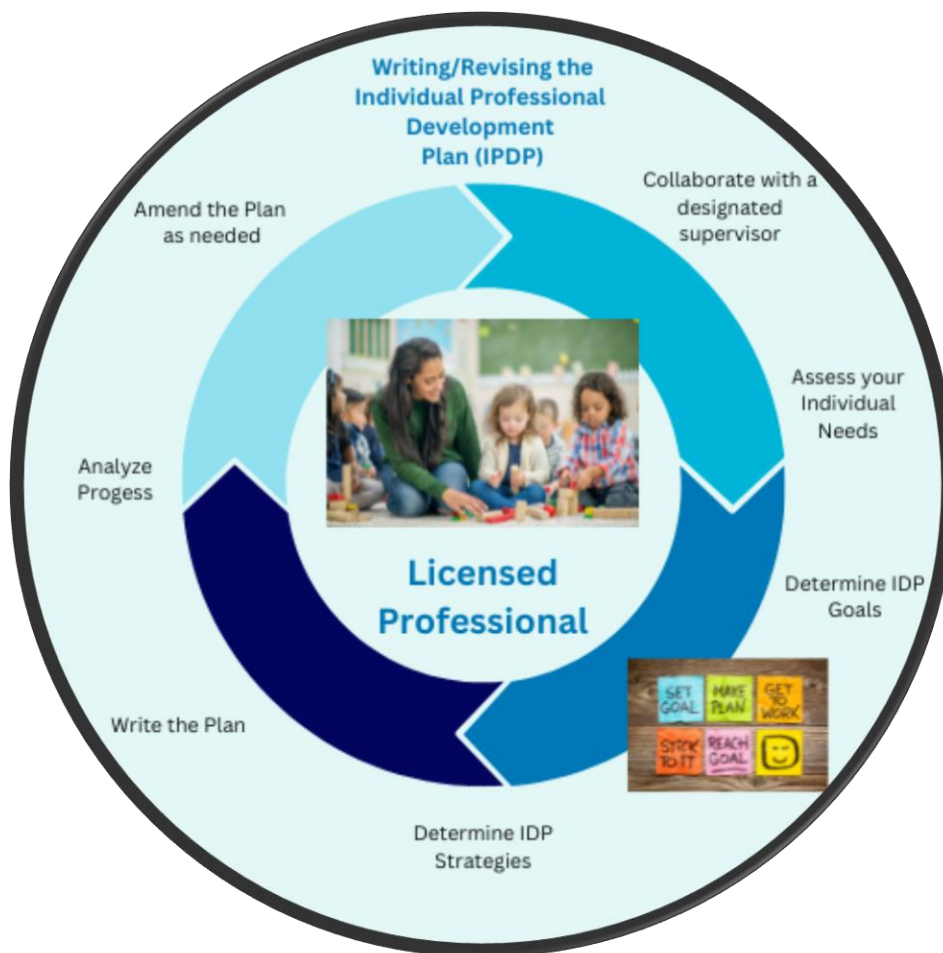 Writing/Revising the
Individual Professional
Development
Plan (IPDP)
Collaborate with a
designated
supervisor
Assess your
Individual
Needs
Determine IDP
Goals
SET
GOAL
MAKE
PLAN
GET
TO
WORK
STICK
TO IT
REACH
GOAL
Determine IDP
Strategies
Write the Plan
Analyze
Progess
Amend the Plan
as needed
Licensed
Professional